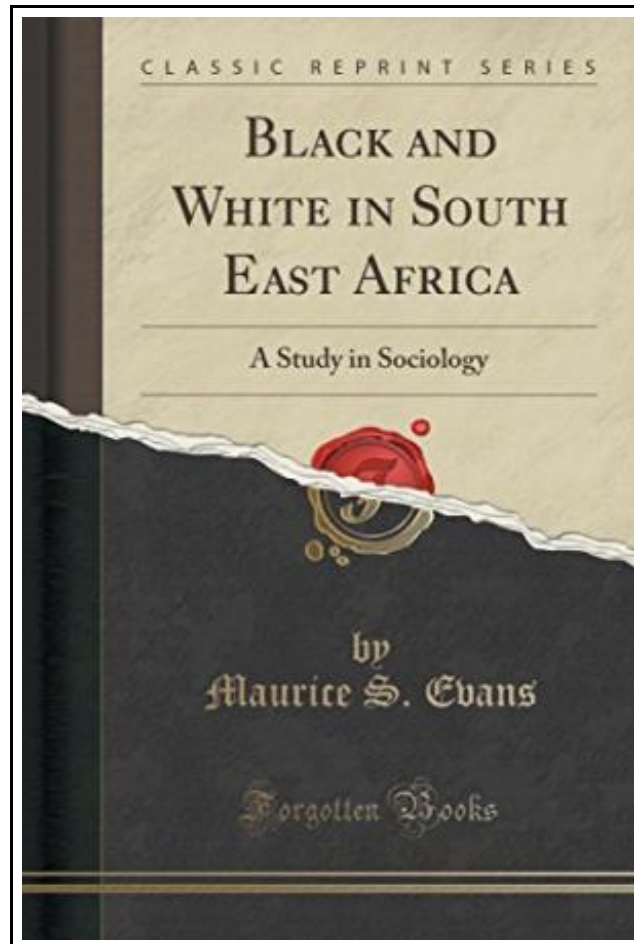 CLASSIC REPRINT SERIES
BLACK AND
WHITE IN SOUTH
EAST AFRICA
A Study in Sociology
F
by
Maurice S. Evans
Forgotten Books